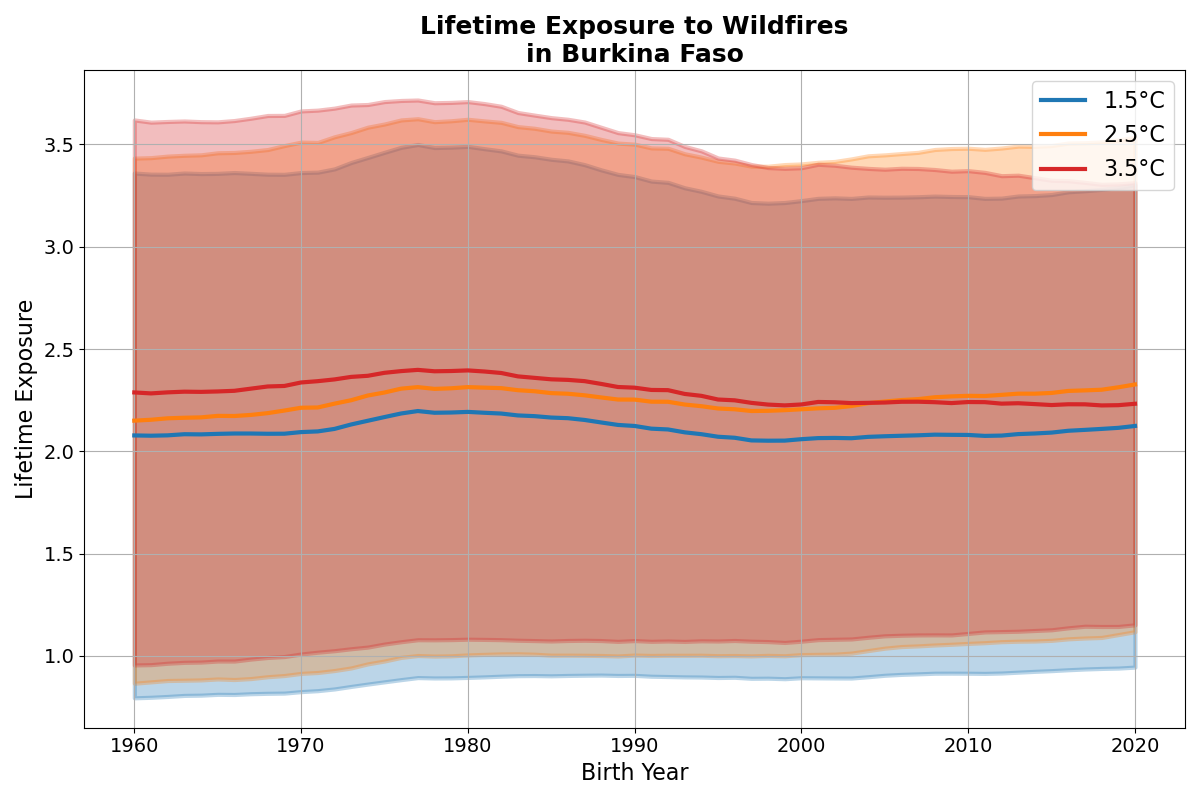 Lifetime Exposure to Wildfires
in Burkina Faso
1.5°C
2.5°C
3.5°C
Lifetime Exposure
3.5
3.0
2.5
2.0
1.5
1.0
1960
1970
1980
1990
2000
2010
2020
Birth Year